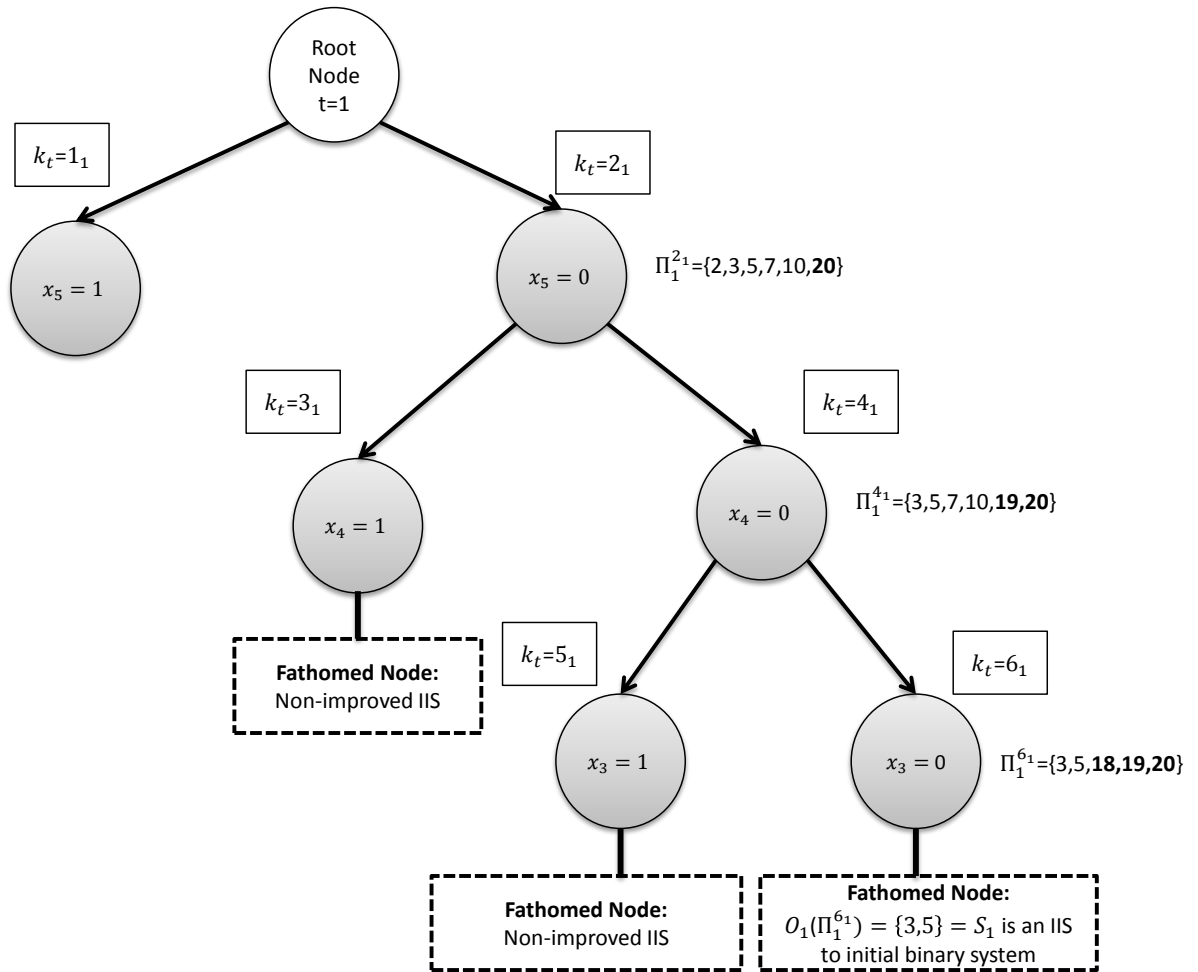 Root
Node
t=1
k_t=1_1
k_t=2_1
x_5 = 1
x_5 = 0
Π_1^{2_1}={2,3,5,7,10,20}
k_t=3_1
k_t=4_1
x_4 = 1
x_4 = 0
Π_1^{4_1}={3,5,7,10,19,20}
Fathomed Node:
Non-improved IIS
k_t=5_1
k_t=6_1
x_3 = 1
x_3 = 0
Π_1^{6_1}={3,5,18,19,20}
Fathomed Node:
Non-improved IIS
Fathomed Node:
O_1(Π_1^{6_1}) = {3,5} = S_1 is an IIS
to initial binary system